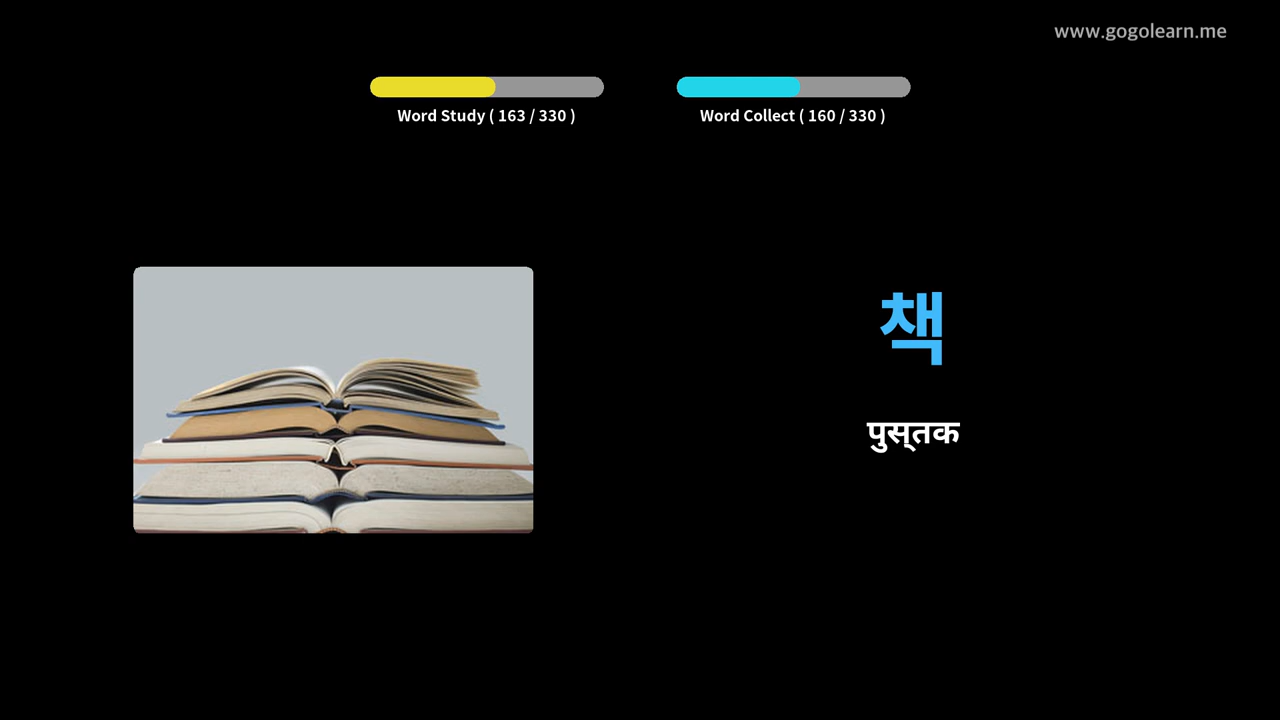 www.gogolearn.me
Word Study ( 163 / 330 )
Word Collect ( 160 / 330 )
책
पुस्‌तक